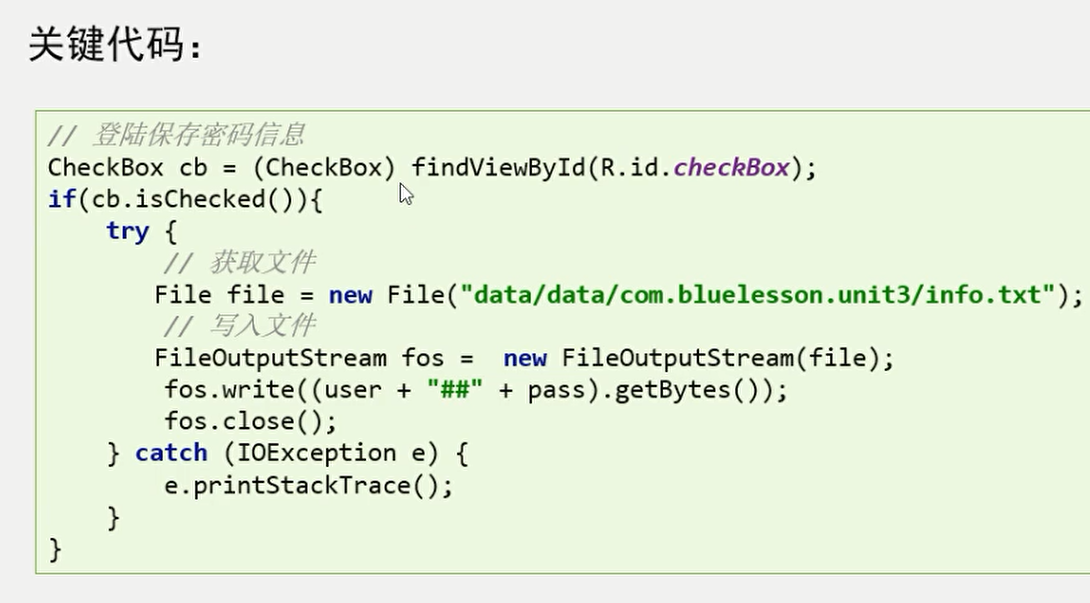 关键代码：
// 登陆保存密码信息
CheckBox cb = (CheckBox) findViewById(R.id.checkBox);
if(cb.isChecked()){
    try {
        // 获取文件
        File file = new File("data/data/com.bluelesson.unit3/info.txt");
        // 写入文件
        FileOutputStream fos =  new FileOutputStream(file);
        fos.write((user + "##" + pass).getBytes());
        fos.close();
    } catch (IOException e) {
        e.printStackTrace();
    }
}